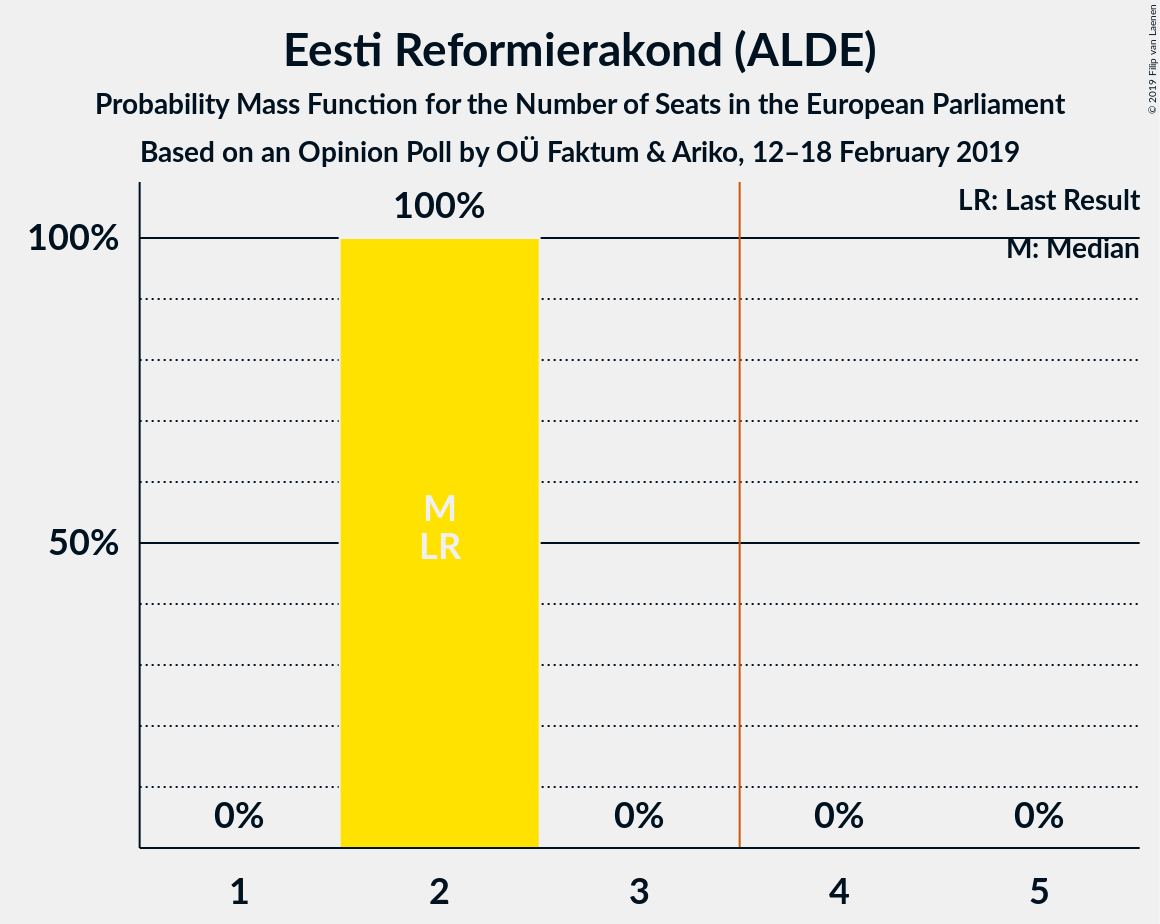 Eesti Reformierakond (ALDE)
Probability Mass Function for the Number of Seats in the European Parliament
Based on an Opinion Poll by OÜ Faktum & Ariko, 12–18 February 2019
© 2019 Filip van Laenen
LR: Last Result
M: Median
100%
100%
50%
M
LR
0%
0%
0%
0%
1
2
3
4
5